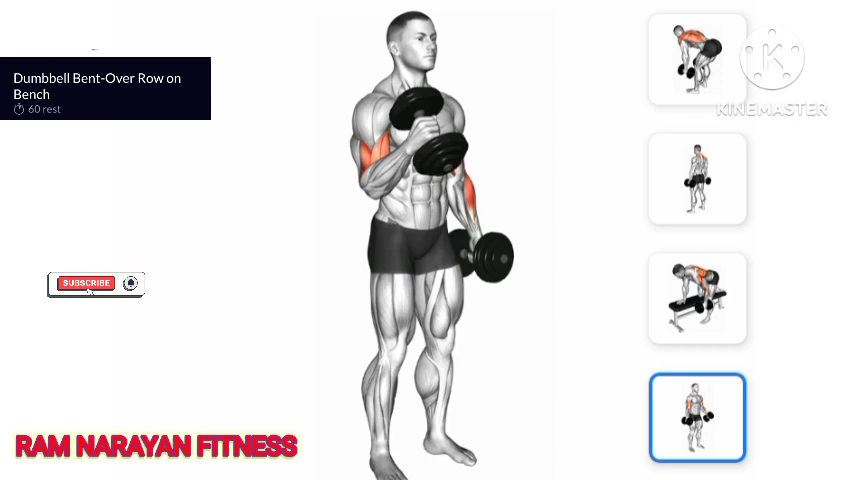 Dumbbell Bent-Over Row on
Bench
60 rest
SUBSCRIBE
RAM NARAYAN FITNESS
K
KINEMASTER